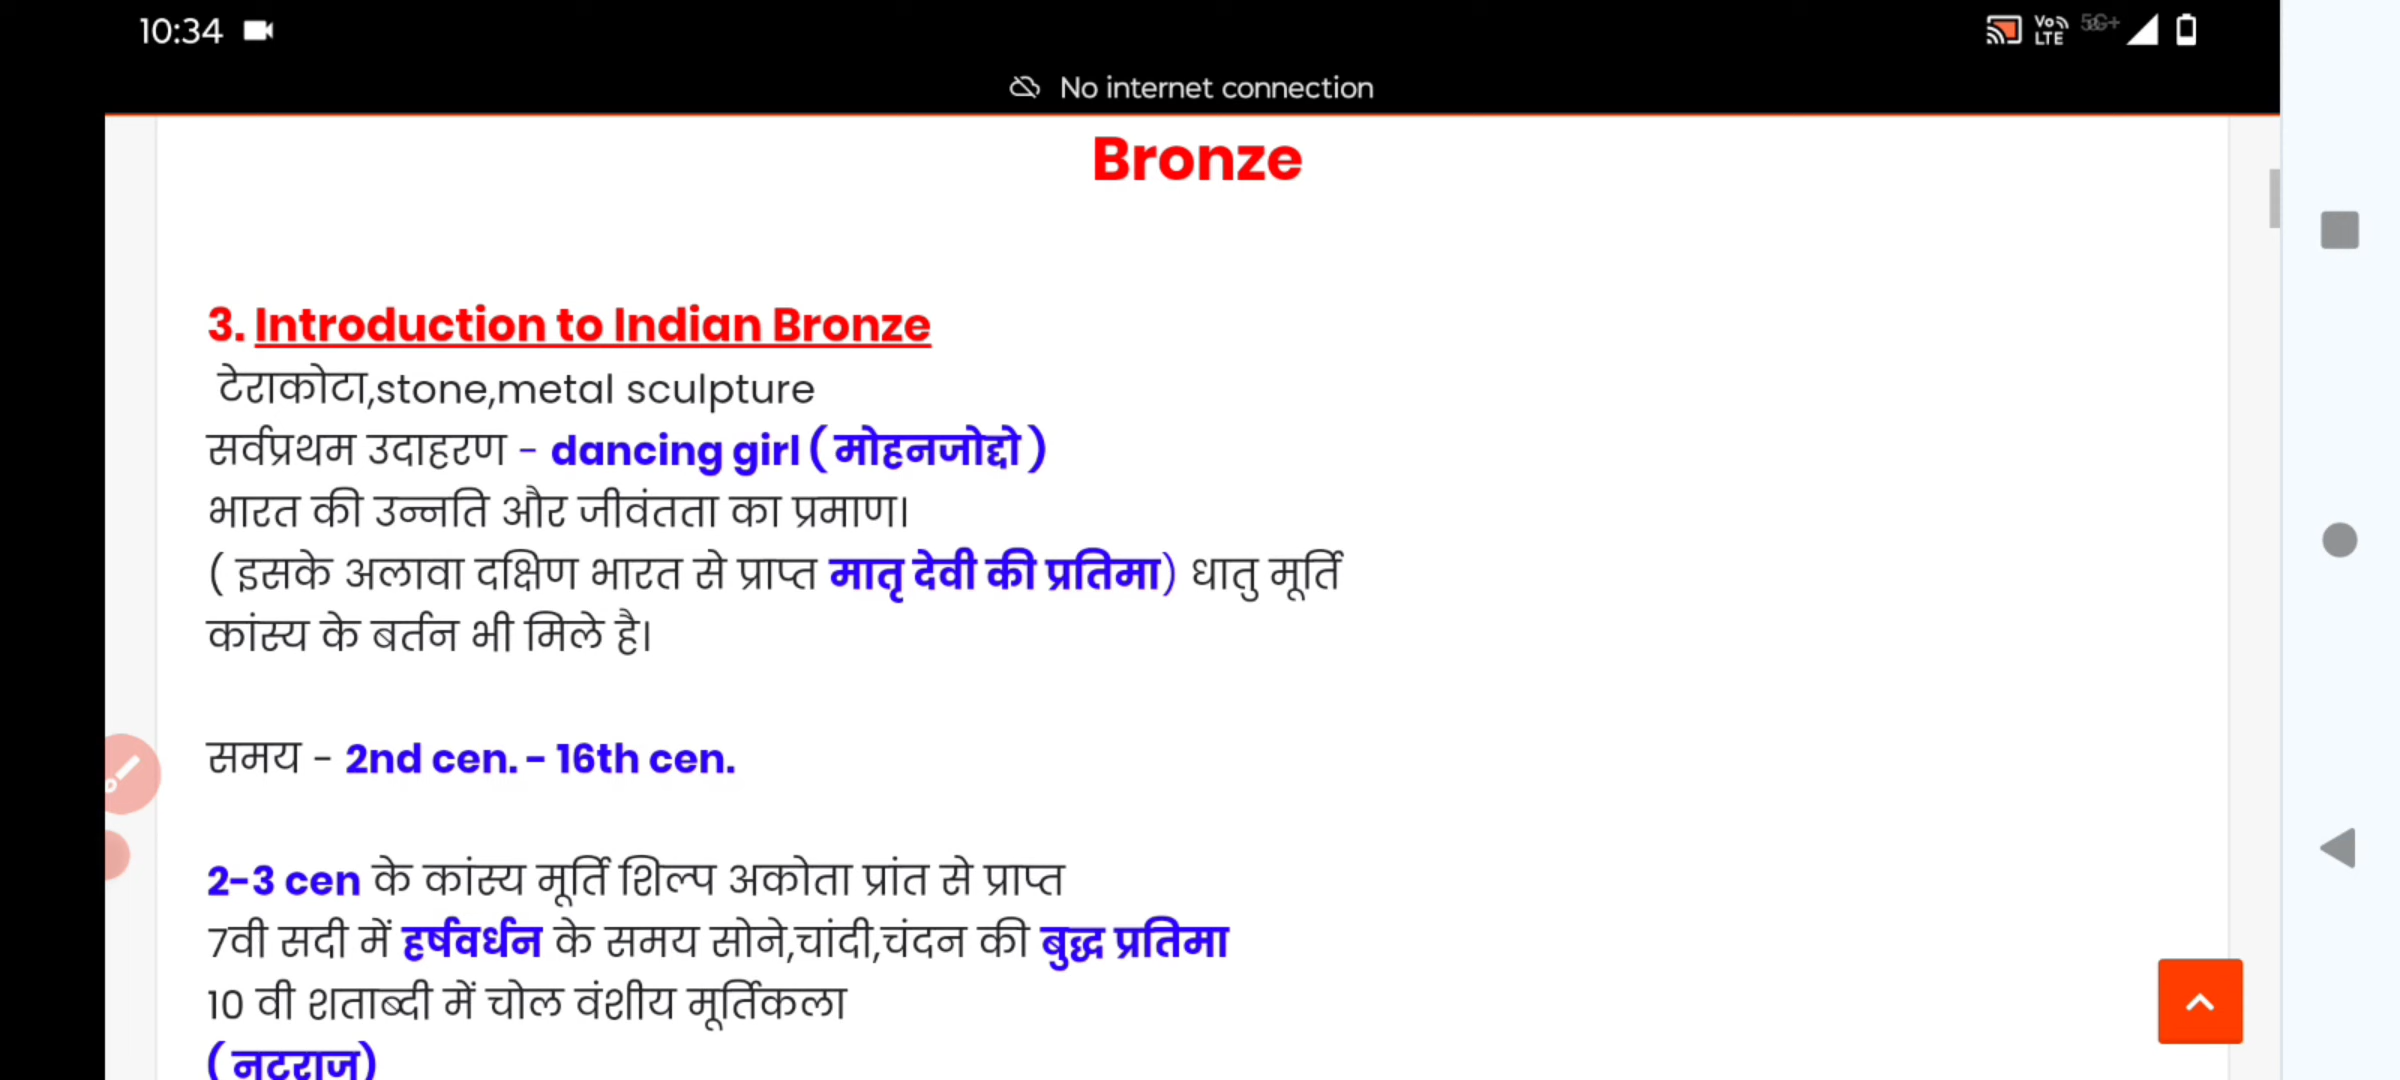 10:34
Vo LTE
No internet connection
Bronze
3. Introduction to Indian Bronze
टेराकोटा,stone,metal sculpture
सर्वप्रथम उदाहरण - dancing girl ( मोहनजोद्दो )
भारत की उन्नति और जीवंतता का प्रमाण।
( इसके अलावा दक्षिण भारत से प्राप्त मातृ देवी की प्रतिमा) धातु मूर्ति
कांस्य के बर्तन भी मिले है।
समय - 2nd cen. - 16th cen.
2-3 cen के कांस्य मूर्ति शिल्प अकोता प्रांत से प्राप्त
7वी सदी में हर्षवर्धन के समय सोने,चांदी,चंदन की बुद्ध प्रतिमा
10 वी शताब्दी में चोल वंशीय मूर्तिकला
( नटराज)